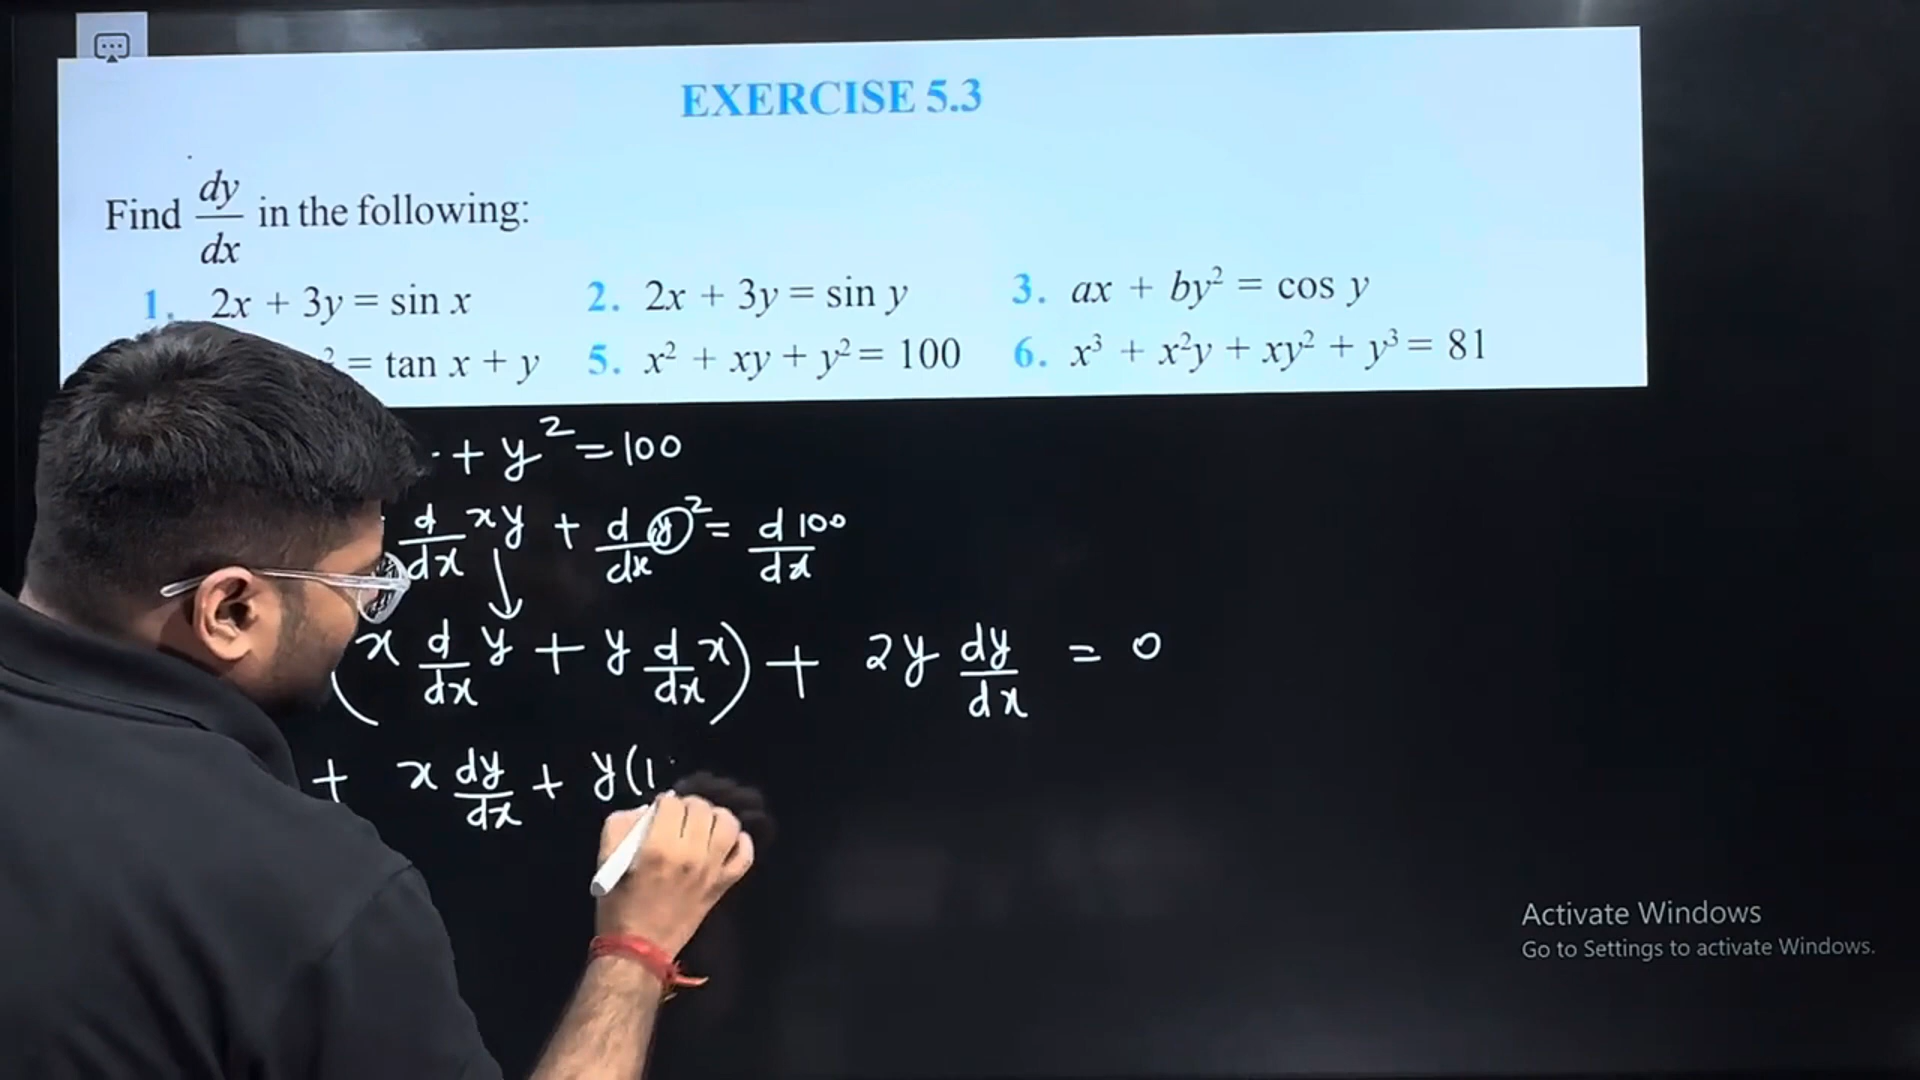 EXERCISE 5.3
Find dy/dx in the following:
1. 2x + 3y = sin x 2. 2x + 3y = sin y 3. ax + by² = cos y
² = tan x + y 5. x² + xy + y² = 100 6. x³ + x²y + xy² + y³ = 81
+ y² = 100
d/dx xy + d/dx y² = d 100/dx
(x d/dx y + y d/dx x) + 2y dy/dx = 0
+ x dy/dx + y(1
Activate Windows
Go to Settings to activate Windows.